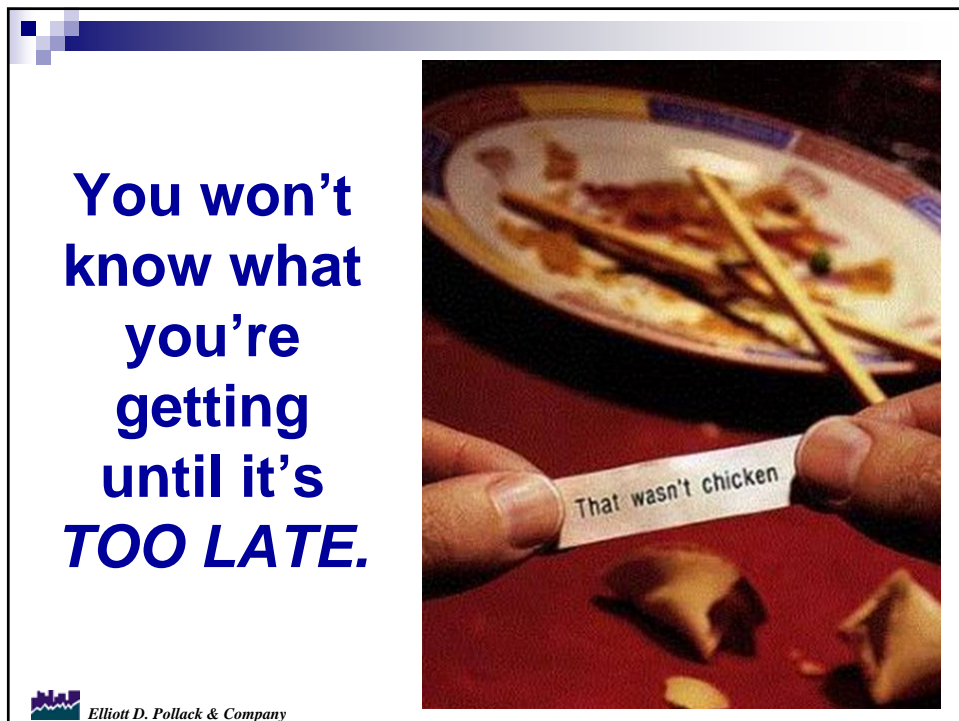 You won’t
know what
you’re
getting
until it’s
TOO LATE.
That wasn't chicken
Elliott D. Pollack & Company